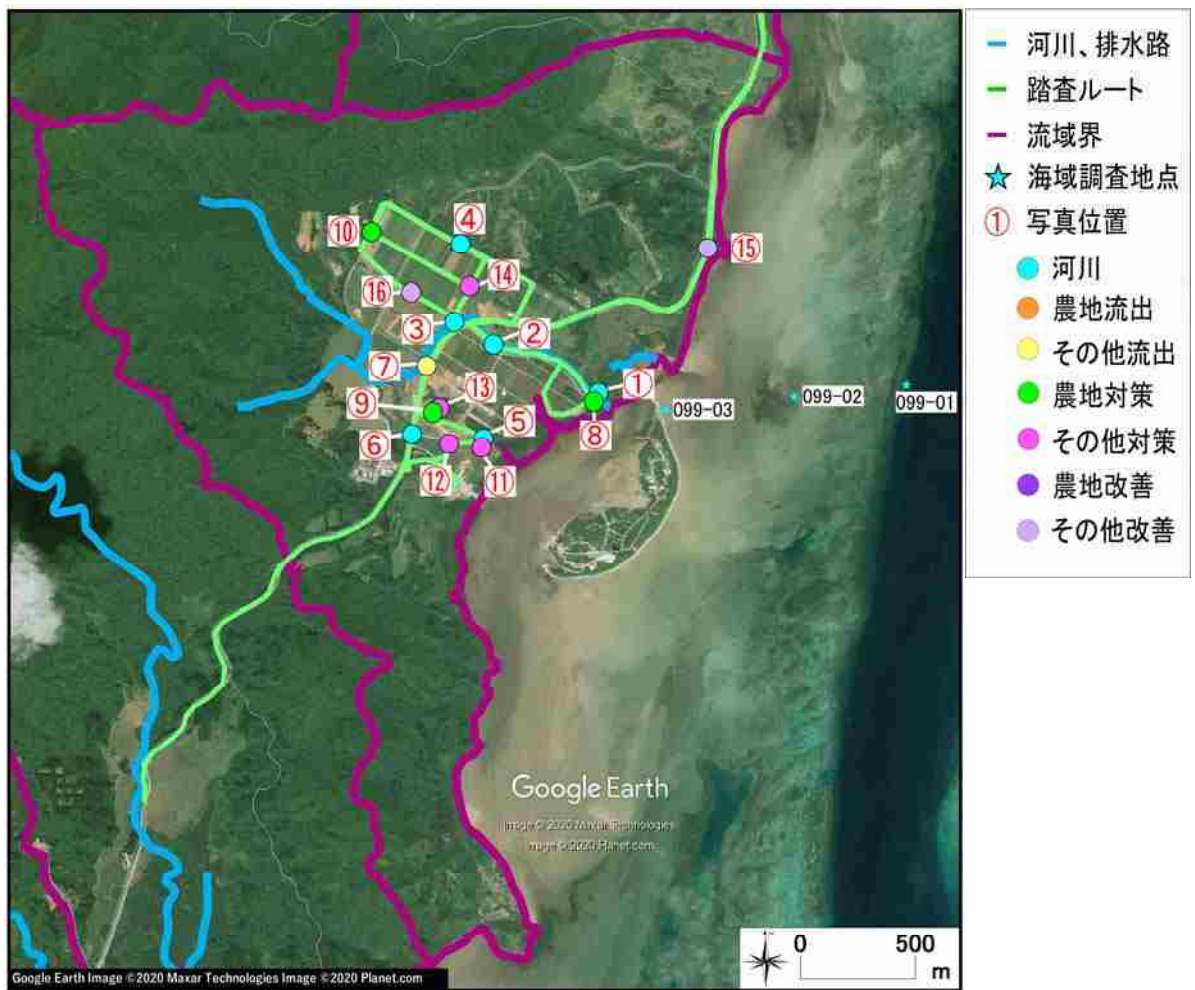 河川、排水路
踏査ルート
流域界
海域調査地点
① 写真位置
河川
農地流出
その他流出
農地対策
その他対策
農地改善
その他改善
④
⑩
⑮
⑭
⑯
③
②
⑦
⑬
①
099-02
099-01
⑨
099-03
⑥
⑤
⑧
⑫
⑪
Google Earth
Image © 2020 Maxar Technologies
Image © 2020 Planet.com
0 500
m
Google Earth Image ©2020 Maxar Technologies Image ©2020 Planet.com